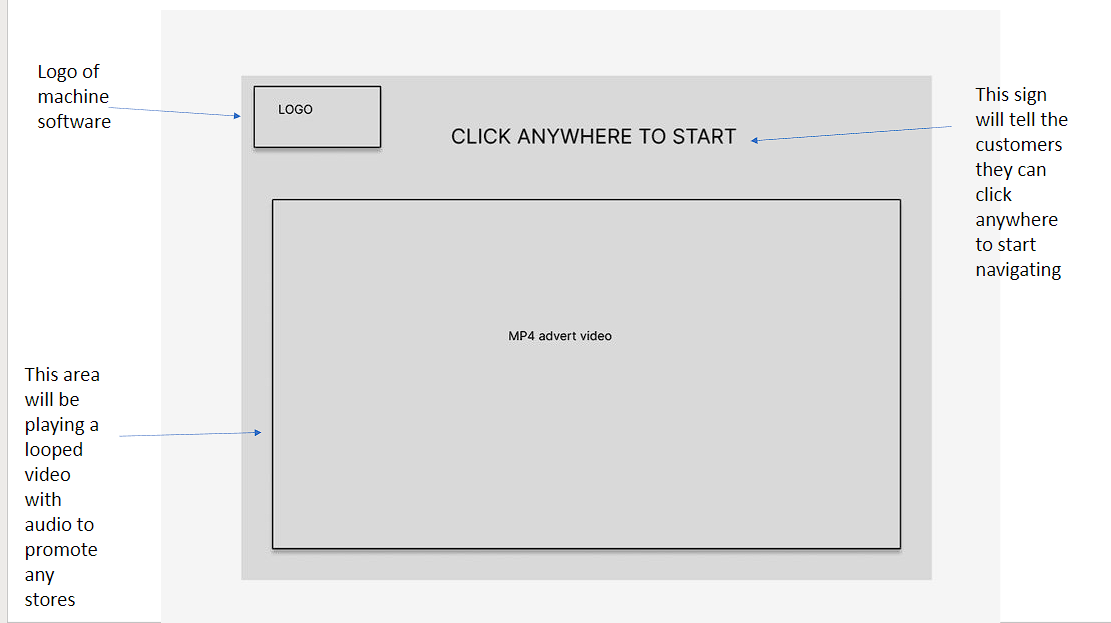 Logo of
machine
software
LOGO
CLICK ANYWHERE TO START
This sign
will tell the
customers
they can
click
anywhere
to start
navigating
MP4 advert video
This area
will be
playing a
looped
video
with
audio to
promote
any
stores